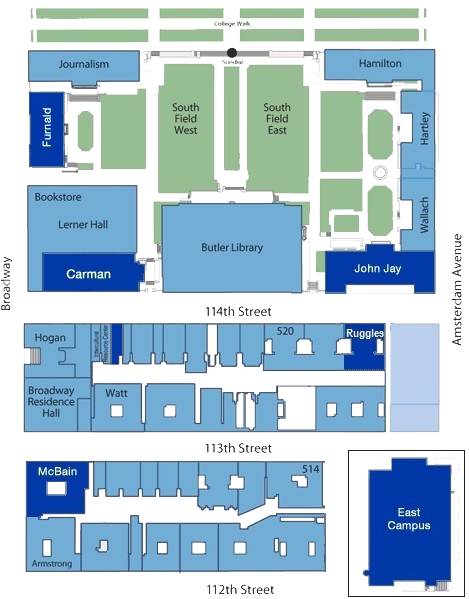 College Walk
Sundial
Journalism
Hamilton
Furnald
South
Field
West
South
Field
East
Hartley
Bookstore
Lerner Hall
Wallach
Butler Library
Carman
John Jay
Broadway
Amsterdam Avenue
114th Street
Hogan
Intercultural
Resource Center
520
Ruggles
Broadway
Residence
Hall
Watt
113th Street
McBain
514
East
Campus
Armstrong
112th Street